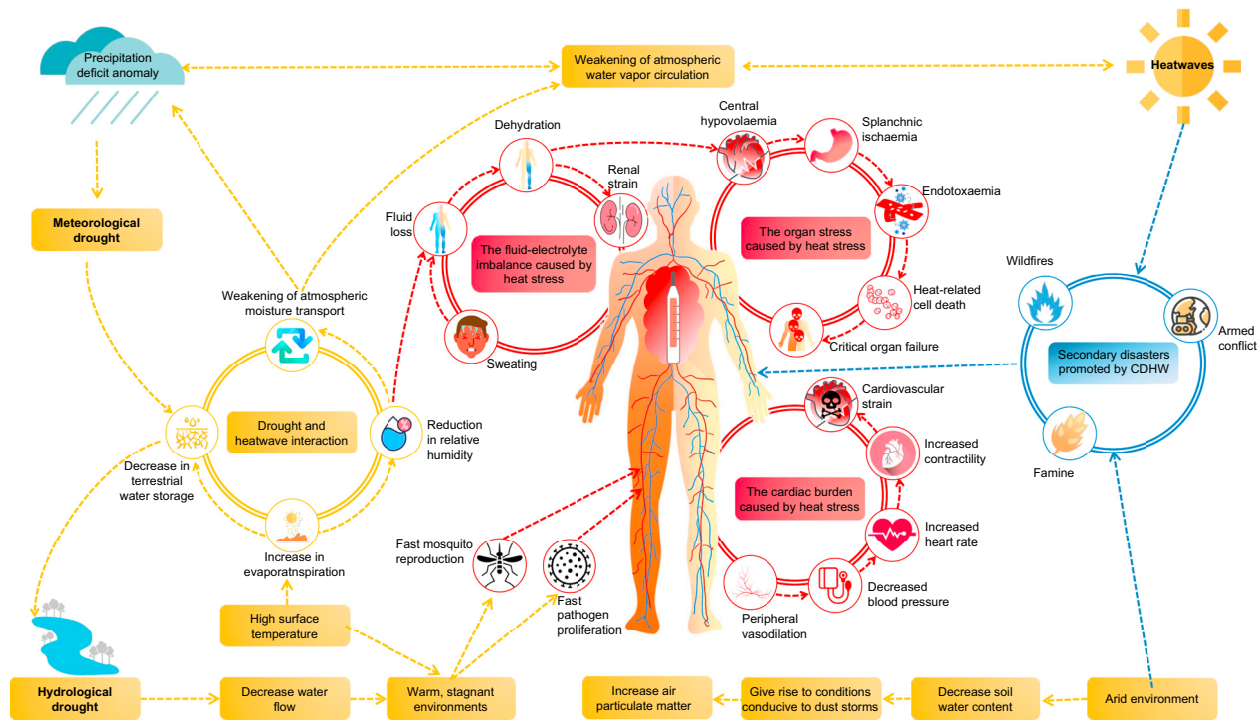 Precipitation
deficit anomaly
Weakening of atmospheric
water vapor circulation
Heatwaves
Meteorological
drought
Dehydration
Fluid
loss
Renal
strain
The fluid-electrolyte
imbalance caused by
heat stress
Sweating
Central
hypovolaemia
Splanchnic
ischaemia
Endotoxaemia
The organ stress
caused by heat stress
Heat-related
cell death
Critical organ failure
Wildfires
Armed
conflict
Secondary disasters
promoted by CDHW
Famine
Weakening of atmospheric
moisture transport
Drought and
heatwave interaction
Reduction
in relative
humidity
Decrease in
terrestrial
water storage
Increase in
evaporatnspiration
Cardiovascular
strain
Increased
contractility
The cardiac burden
caused by heat stress
Increased
heart rate
Decreased
blood pressure
Peripheral
vasodilation
Fast mosquito
reproduction
Fast
pathogen
proliferation
High surface
temperature
Hydrological
drought
Decrease water
flow
Warm, stagnant
environments
Increase air
particulate matter
Give rise to conditions
conducive to dust storms
Decrease soil
water content
Arid environment